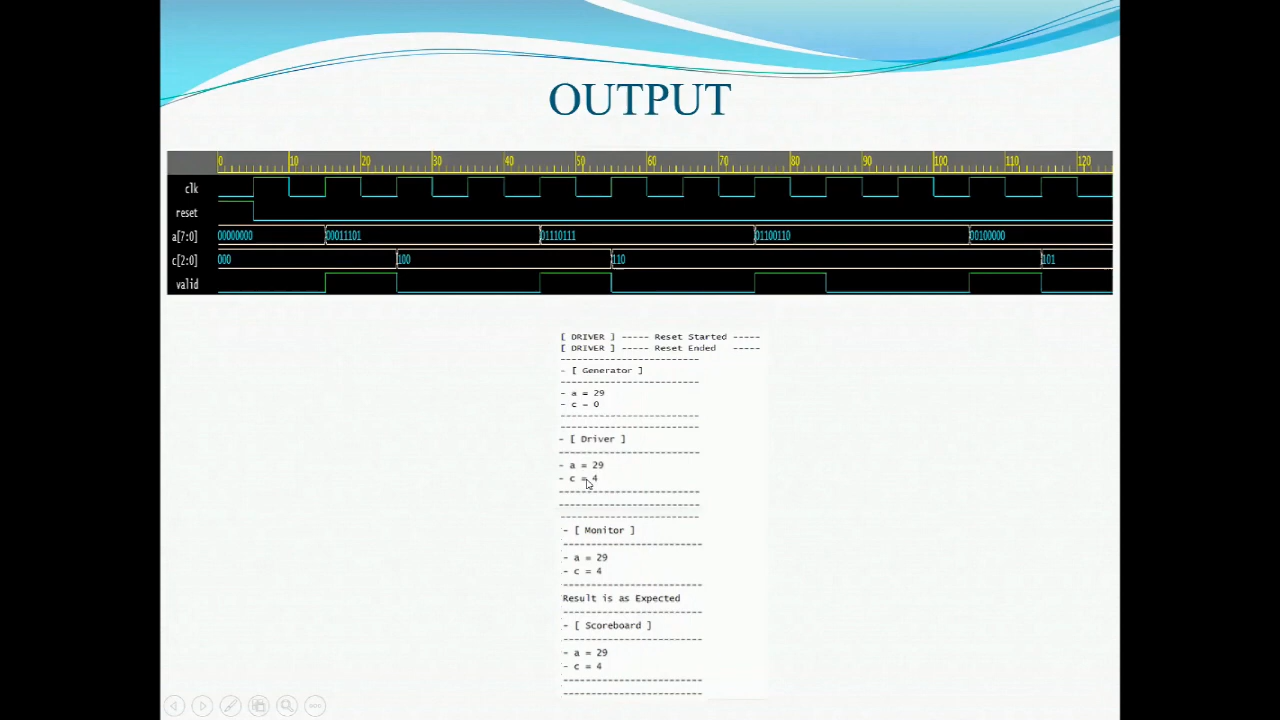 OUTPUT
0 10 20 30 40 50 60 70 80 90 100 110 120
clk
reset
a[7:0] 00000000 00011101 01110111 01100110 00100000
c[2:0] 000 100 110 101
valid
[ DRIVER ] ----- Reset Started -----
[ DRIVER ] ----- Reset Ended -----
-------------------------
- [ Generator ]
-------------------------
- a = 29
- c = 0
-------------------------
-------------------------
- [ Driver ]
-------------------------
- a = 29
- c = 4
-------------------------
-------------------------
-------------------------
- [ Monitor ]
-------------------------
- a = 29
- c = 4
-------------------------
Result is as Expected
-------------------------
- [ Scoreboard ]
-------------------------
- a = 29
- c = 4
-------------------------
-------------------------